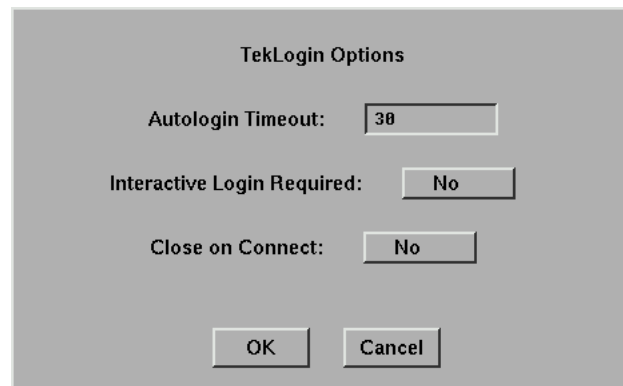 TekLogin Options
Autologin Timeout: 30
Interactive Login Required: No
Close on Connect: No
OK Cancel